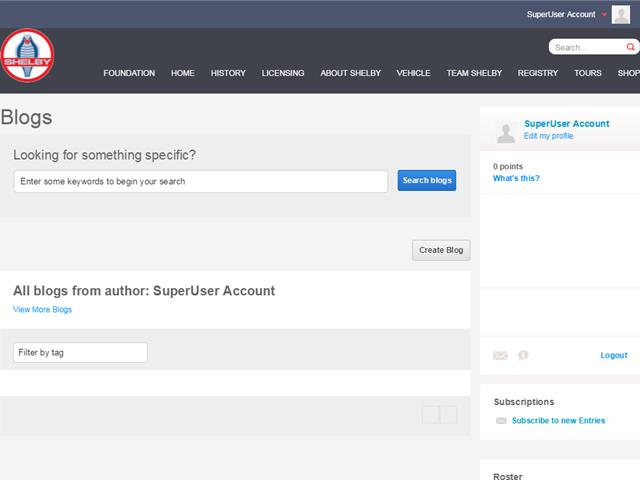 SuperUser Account
SHELBY
Search...
FOUNDATION HOME HISTORY LICENSING ABOUT SHELBY VEHICLE TEAM SHELBY REGISTRY TOURS SHOP
Blogs
Looking for something specific?
Enter some keywords to begin your search
Search blogs
Create Blog
All blogs from author: SuperUser Account
View More Blogs
Filter by tag
SuperUser Account
Edit my profile
0 points
What's this?
Logout
Subscriptions
Subscribe to new Entries
Roster